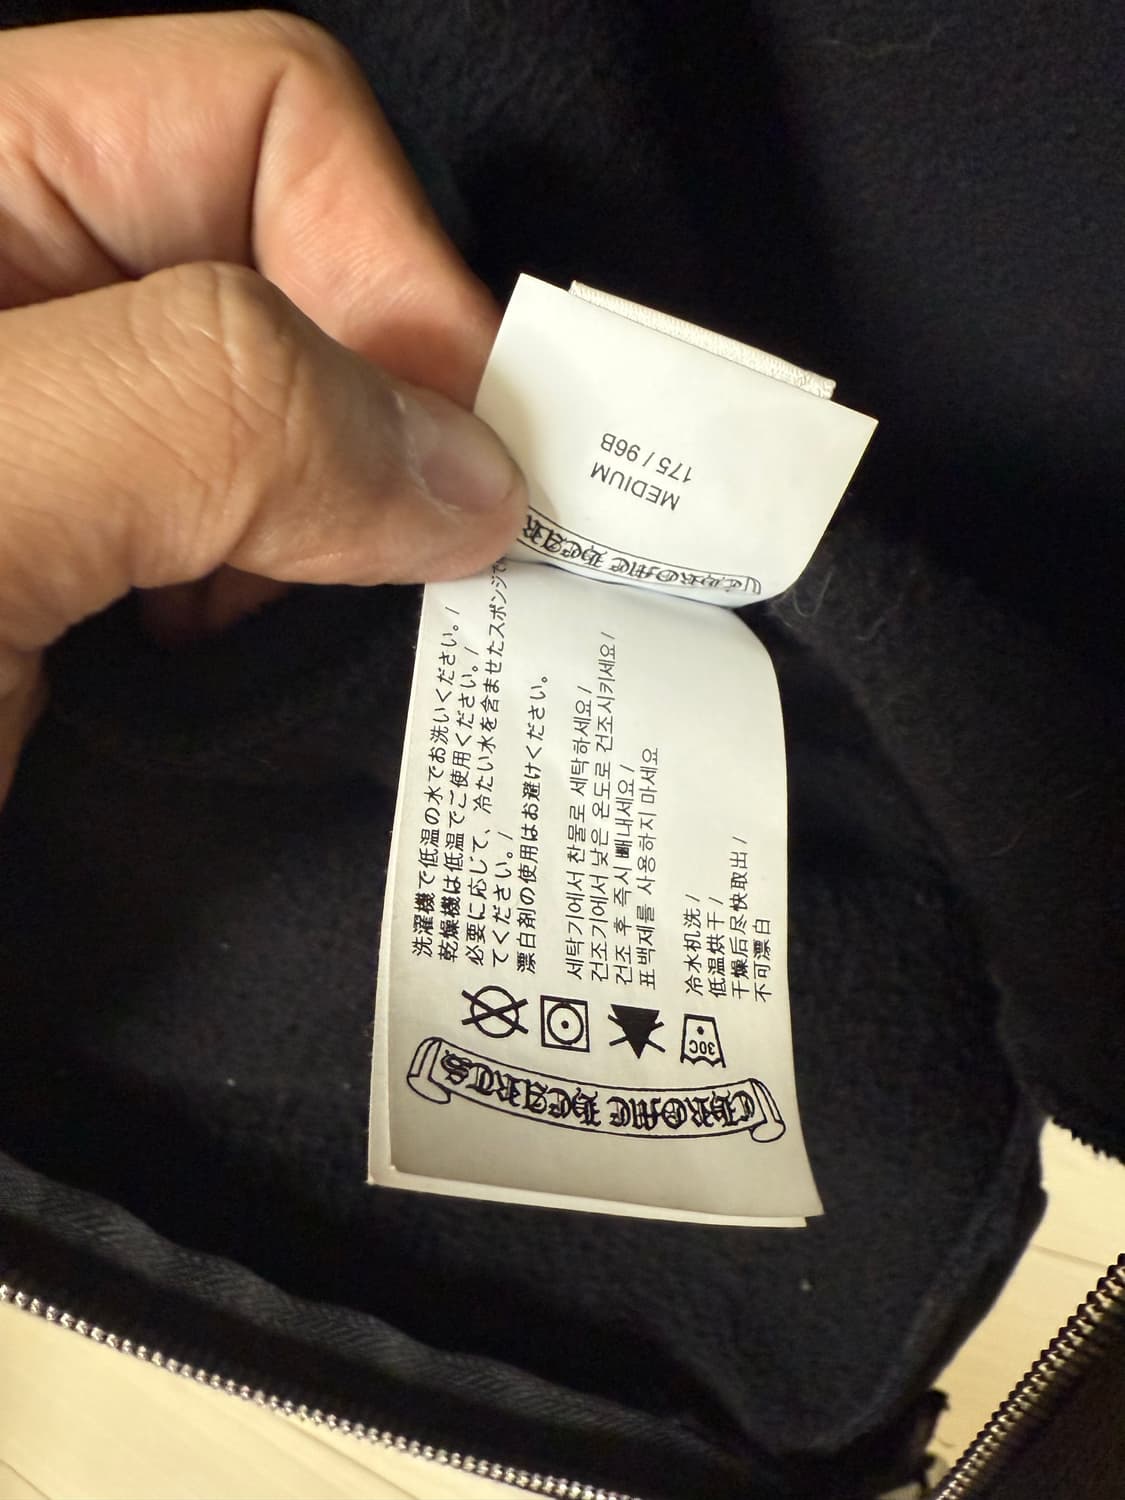 MEDIUM
175 / 96B
CHROME HEAR
洗濯機で低温の水でお洗いください。/
乾燥機は低温でご使用ください。/
必要に応じて、冷たい水を含ませたスポンジで
てください。/
漂白剤の使用はお避けください。
세탁기에서 찬물로 세탁하세요/
건조기에서 낮은 온도로 건조시키세요/
건조 후 즉시 빼내세요/
표백제를 사용하지 마세요
冷水机洗/
低温烘干/
干燥后尽快取出/
不可漂白
30C
CHROME HEARTS